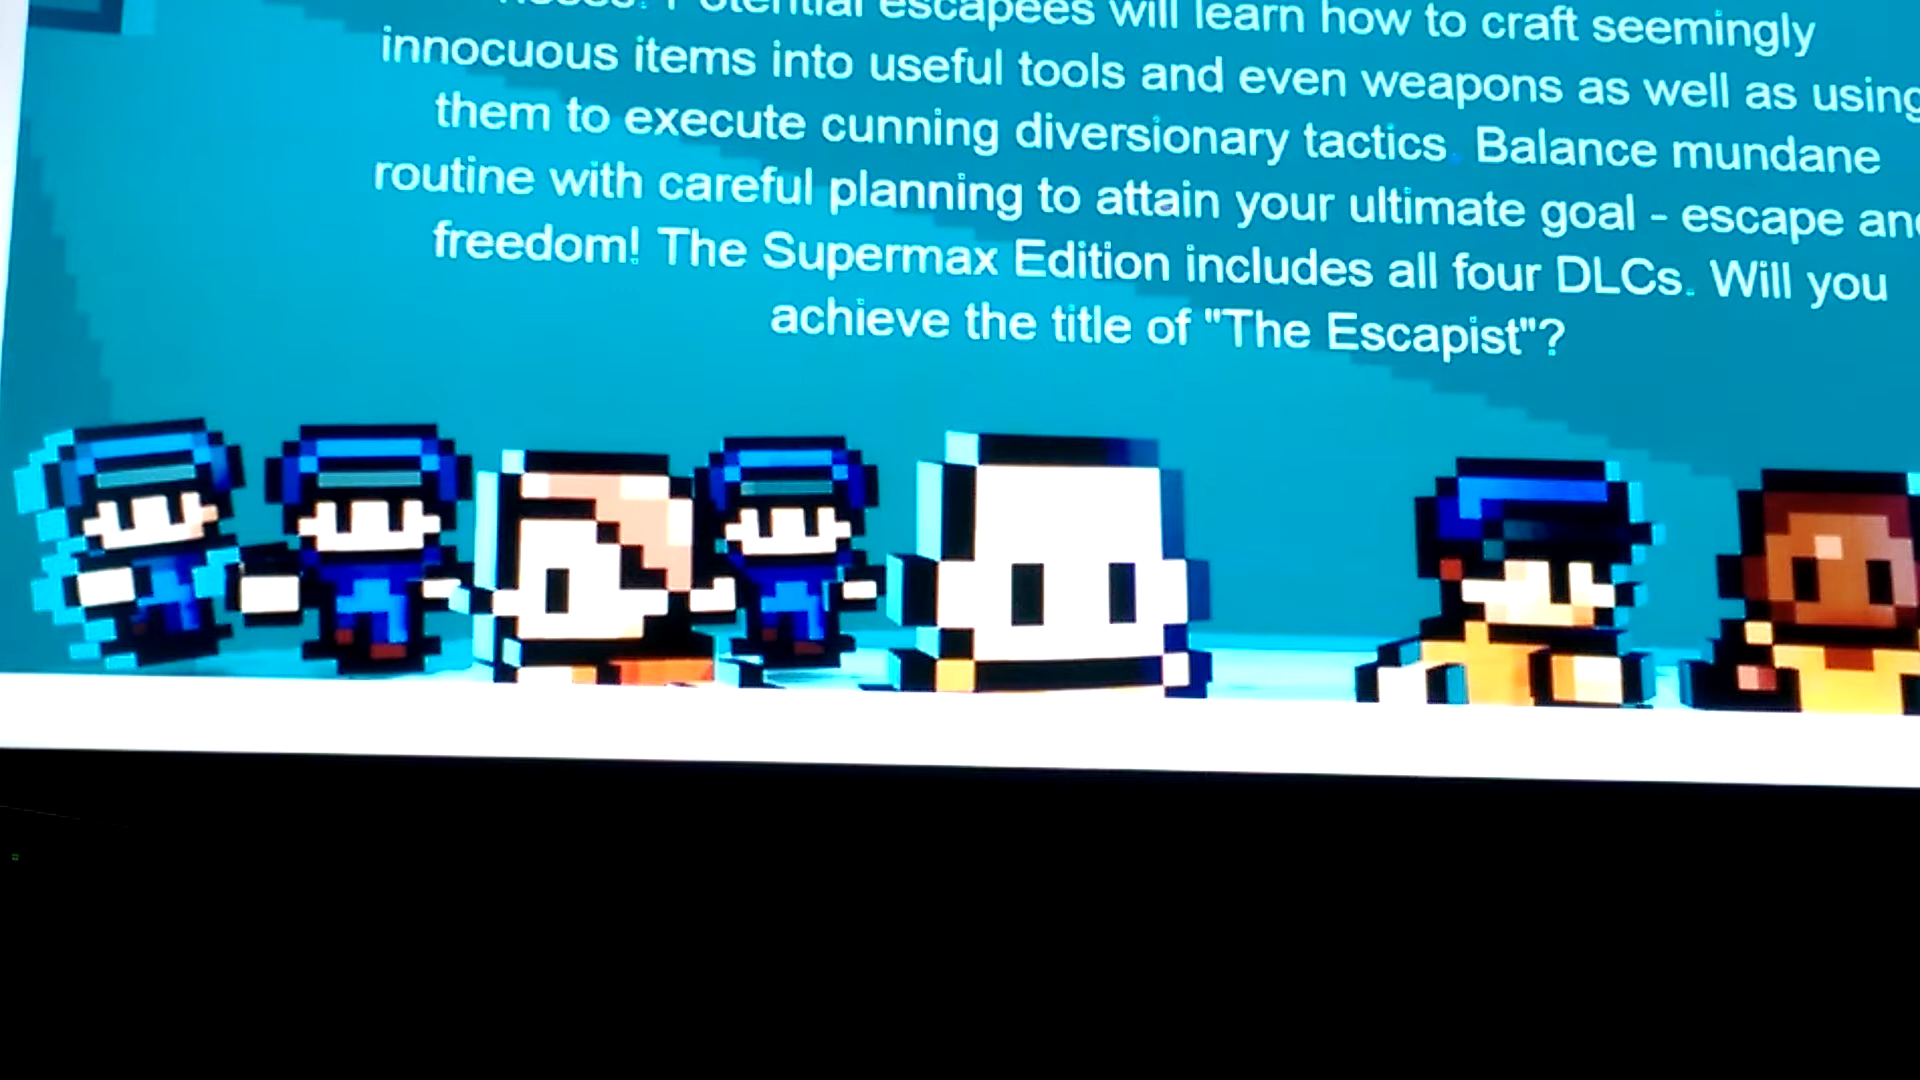 Potential escapees will learn how to craft seemingly
innocuous items into useful tools and even weapons as well as using
them to execute cunning diversionary tactics. Balance mundane
routine with careful planning to attain your ultimate goal - escape and
freedom! The Supermax Edition includes all four DLCs. Will you
achieve the title of "The Escapist"?